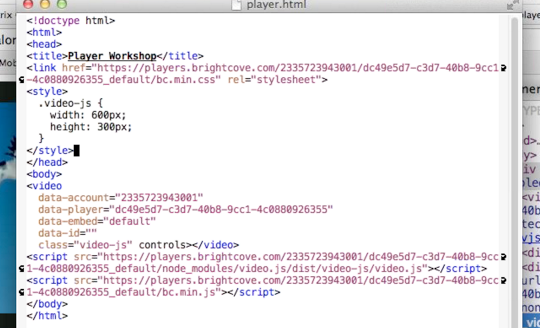 player.html
<!doctype html>
<html>
<head>
<title>Player Workshop</title>
<link href="https://players.brightcove.com/2335723943001/dc49e5d7-c3d7-40b8-9cc1
-4c0880926355_default/bc.min.css" rel="stylesheet">
<style>
.video-js {
width: 600px;
height: 300px;
}
</style>
</head>
<body>
<video
data-account="2335723943001"
data-player="dc49e5d7-c3d7-40b8-9cc1-4c0880926355"
data-embed="default"
data-id=""
class="video-js" controls></video>
<script src="https://players.brightcove.com/2335723943001/dc49e5d7-c3d7-40b8-9cc
1-4c0880926355_default/node_modules/video.js/dist/video-js/video.js"></script>
<script src="https://players.brightcove.com/2335723943001/dc49e5d7-c3d7-40b8-9cc
1-4c0880926355_default/bc.min.js"></script>
</body>
</html>